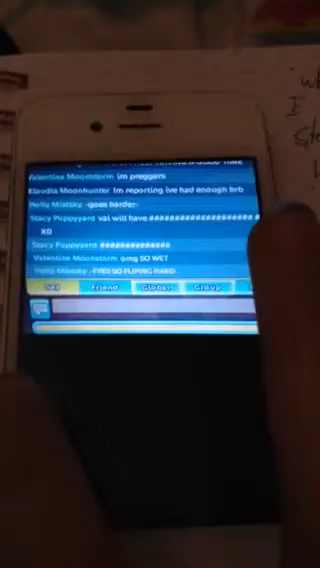 Valentina Moonstorm im preggers
Klaudia Moonhunter Im reporting ive had enough brb
Holly Mistsky -goes harder-
Stacy Puppyyard val will have #####################
XD
Stacy Puppyyard ##############
Valentina Moonstorm omg SO WET
Holly Mistsky -FYES SO FLIPING HARD
Say
Friend
Global
Group
I